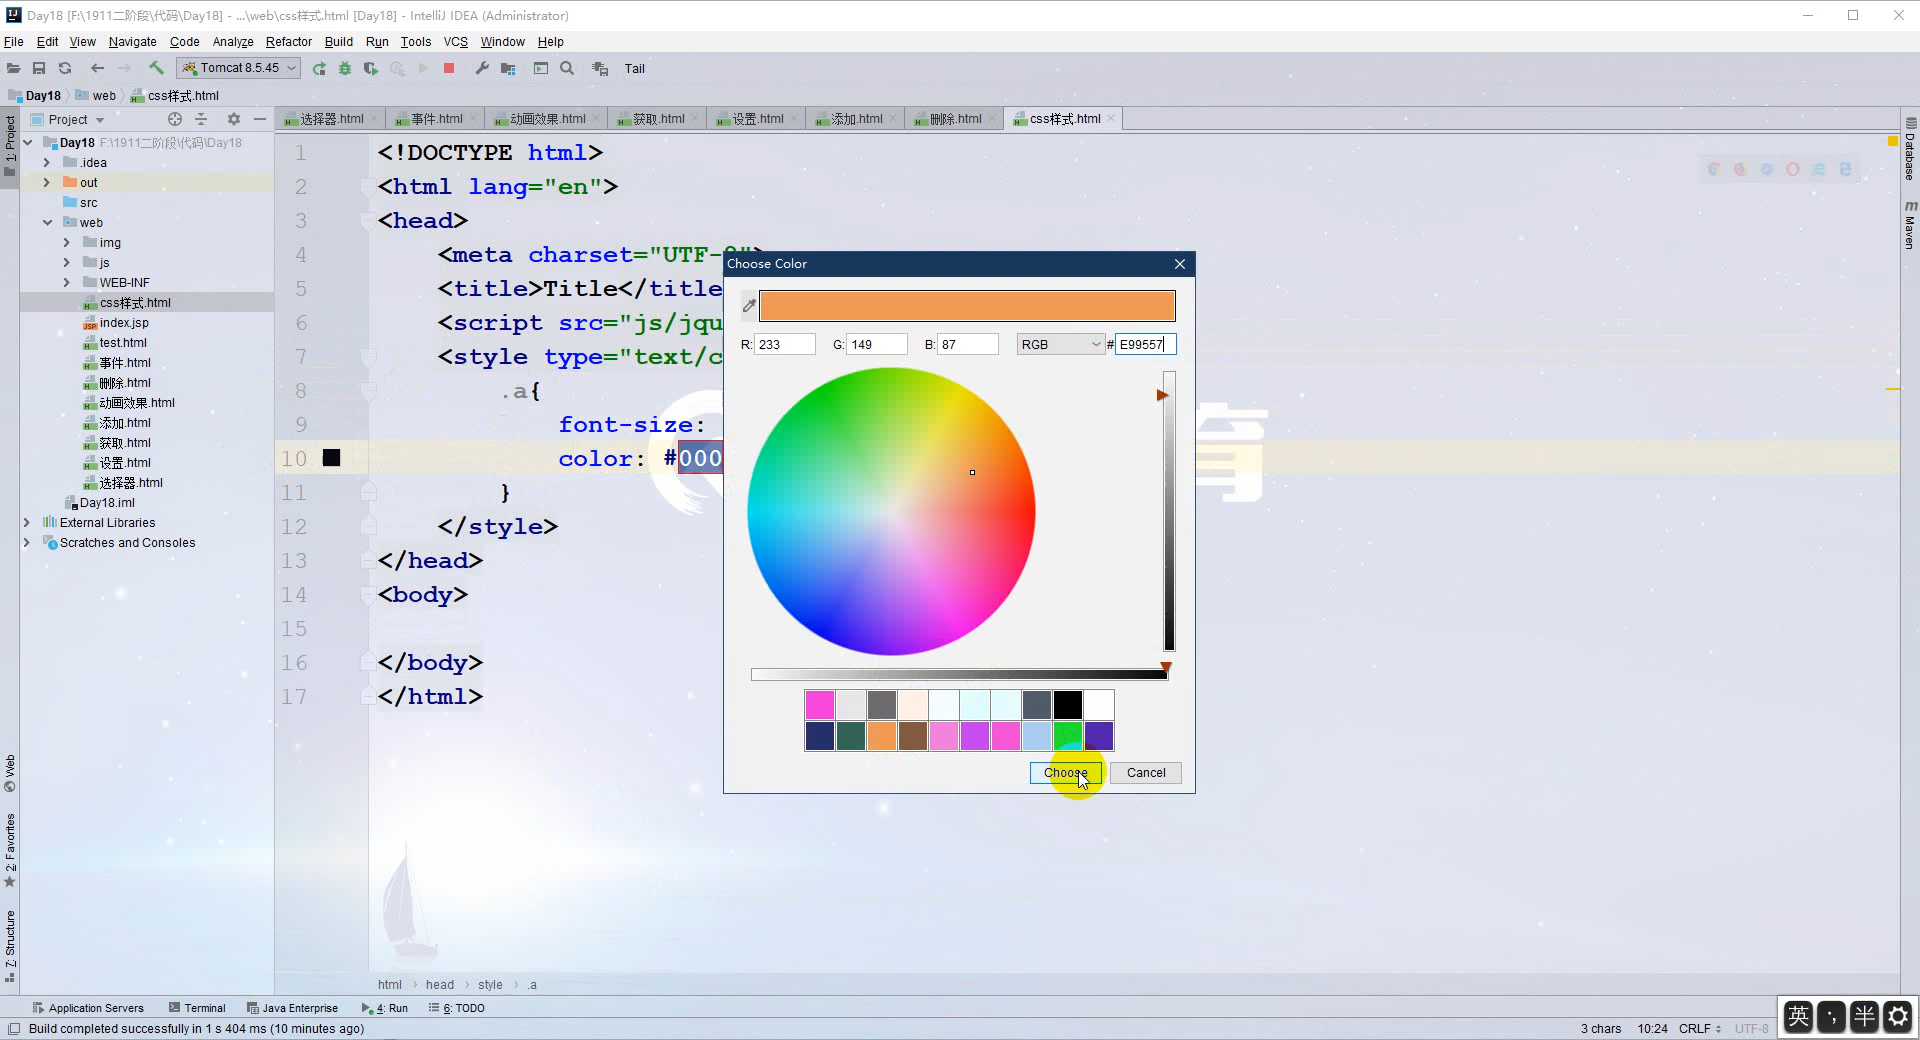 Day18 [F:\1911二阶段\代码\Day18] - ...\web\css样式.html [Day18] - IntelliJ IDEA (Administrator)
File Edit View Navigate Code Analyze Refactor Build Run Tools VCS Window Help
Tomcat 8.5.45 Tail
Day18 web css样式.html
Project
选择器.html 事件.html 动画效果.html 获取.html 设置.html 添加.html 删除.html css样式.html
1: Project
Day18 F:\1911二阶段\代码\Day18
.idea
out
src
web
img
js
WEB-INF
css样式.html
index.jsp
test.html
事件.html
删除.html
动画效果.html
添加.html
获取.html
设置.html
选择器.html
Day18.iml
External Libraries
Scratches and Consoles
Web
2: Favorites
7: Structure
1 <!DOCTYPE html>
2 <html lang="en">
3 <head>
4 <meta charset="UTF-8">
5 <title>Title</title
6 <script src="js/jqu
7 <style type="text/c
8 .a{
9 font-size:
10 color: #000
11 }
12 </style>
13 </head>
14 <body>
15
16 </body>
17 </html>
育
Choose Color
R: 233 G: 149 B: 87 RGB # E99557
Choose Cancel
Database
m Maven
html head style .a
Application Servers Terminal Java Enterprise 4: Run 6: TODO
Build completed successfully in 1 s 404 ms (10 minutes ago)
3 chars 10:24 CRLF UTF-8
英 半